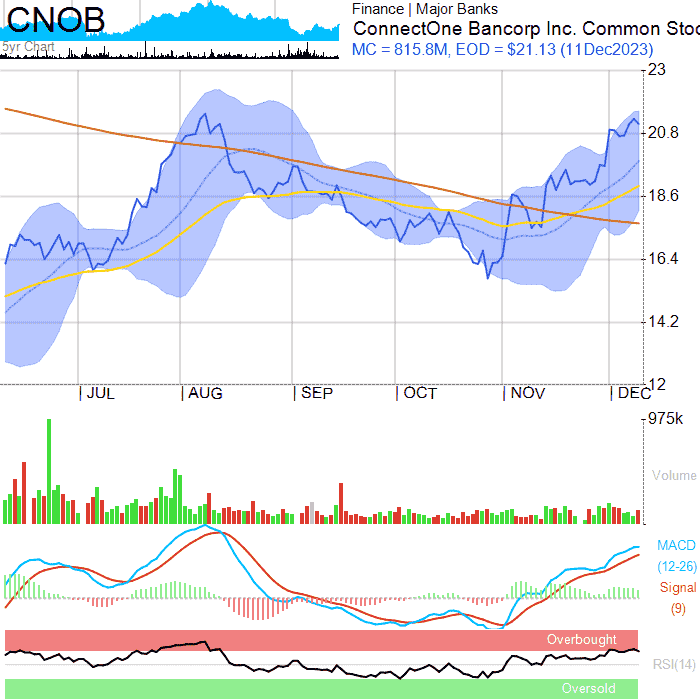 CNOB
5yr Chart
Finance | Major Banks
ConnectOne Bancorp Inc. Common Stoc
MC = 815.8M, EOD = $21.13 (11Dec2023)
23
20.8
18.6
16.4
14.2
12
| JUL | AUG | SEP | OCT | NOV | DEC
975k
Volume
MACD
(12-26)
Signal
(9)
Overbought
RSI(14)
Oversold